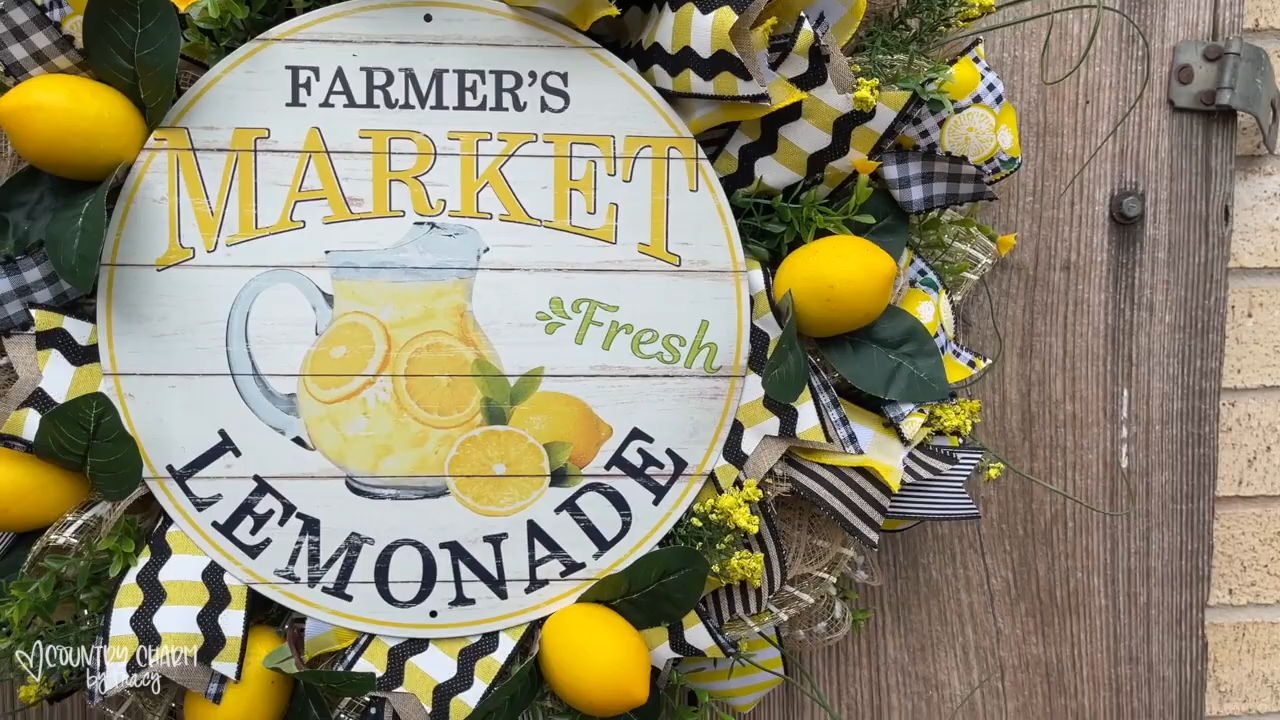 FARMER'S
MARKET
Fresh
LEMONADE
COUNTRY CHARM
by tracy